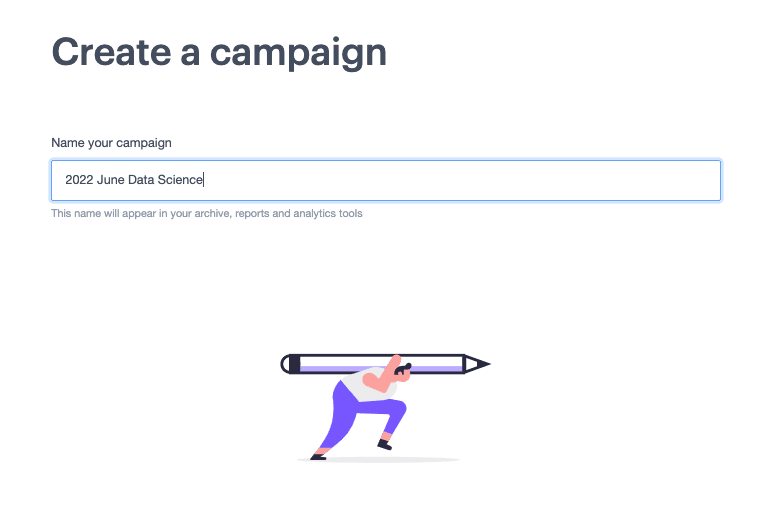 Create a campaign
Name your campaign
2022 June Data Science
This name will appear in your archive, reports and analytics tools